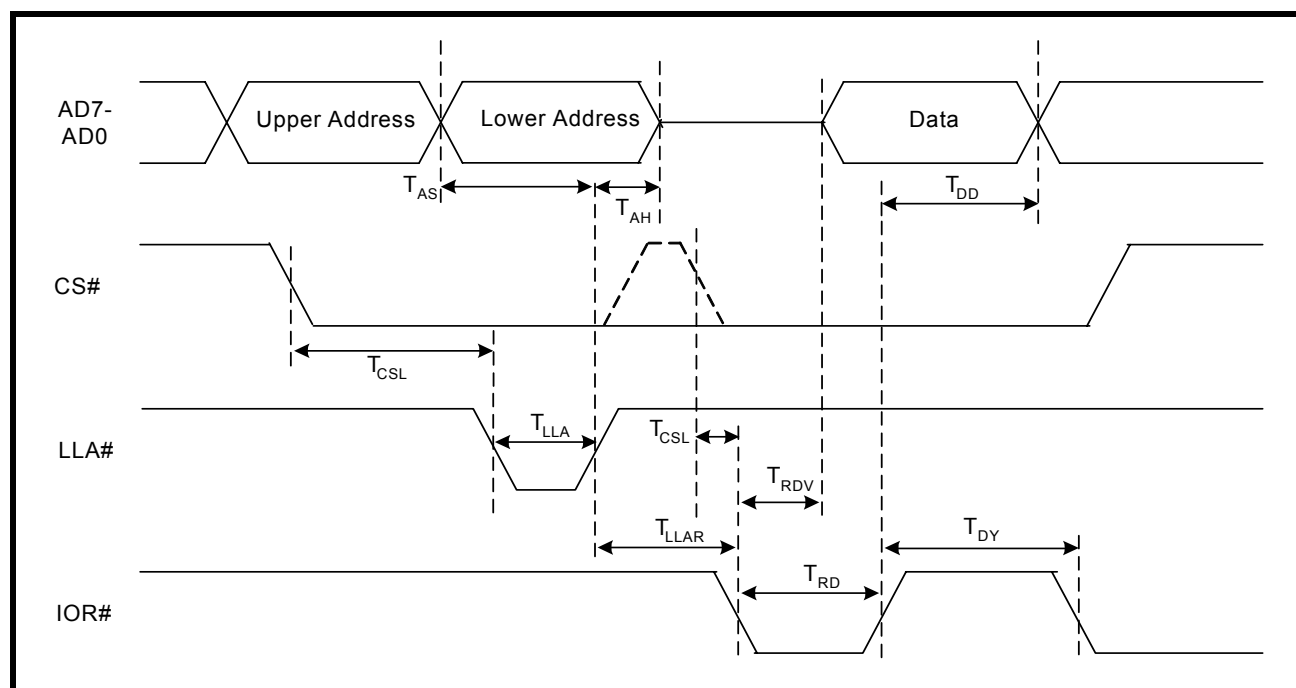 AD7-
AD0
Upper Address
Lower Address
Data
TAS
TAH
TDD
CS#
TCSL
LLA#
TLLA
TCSL
TRDV
TLLAR
TDY
TRD
IOR#